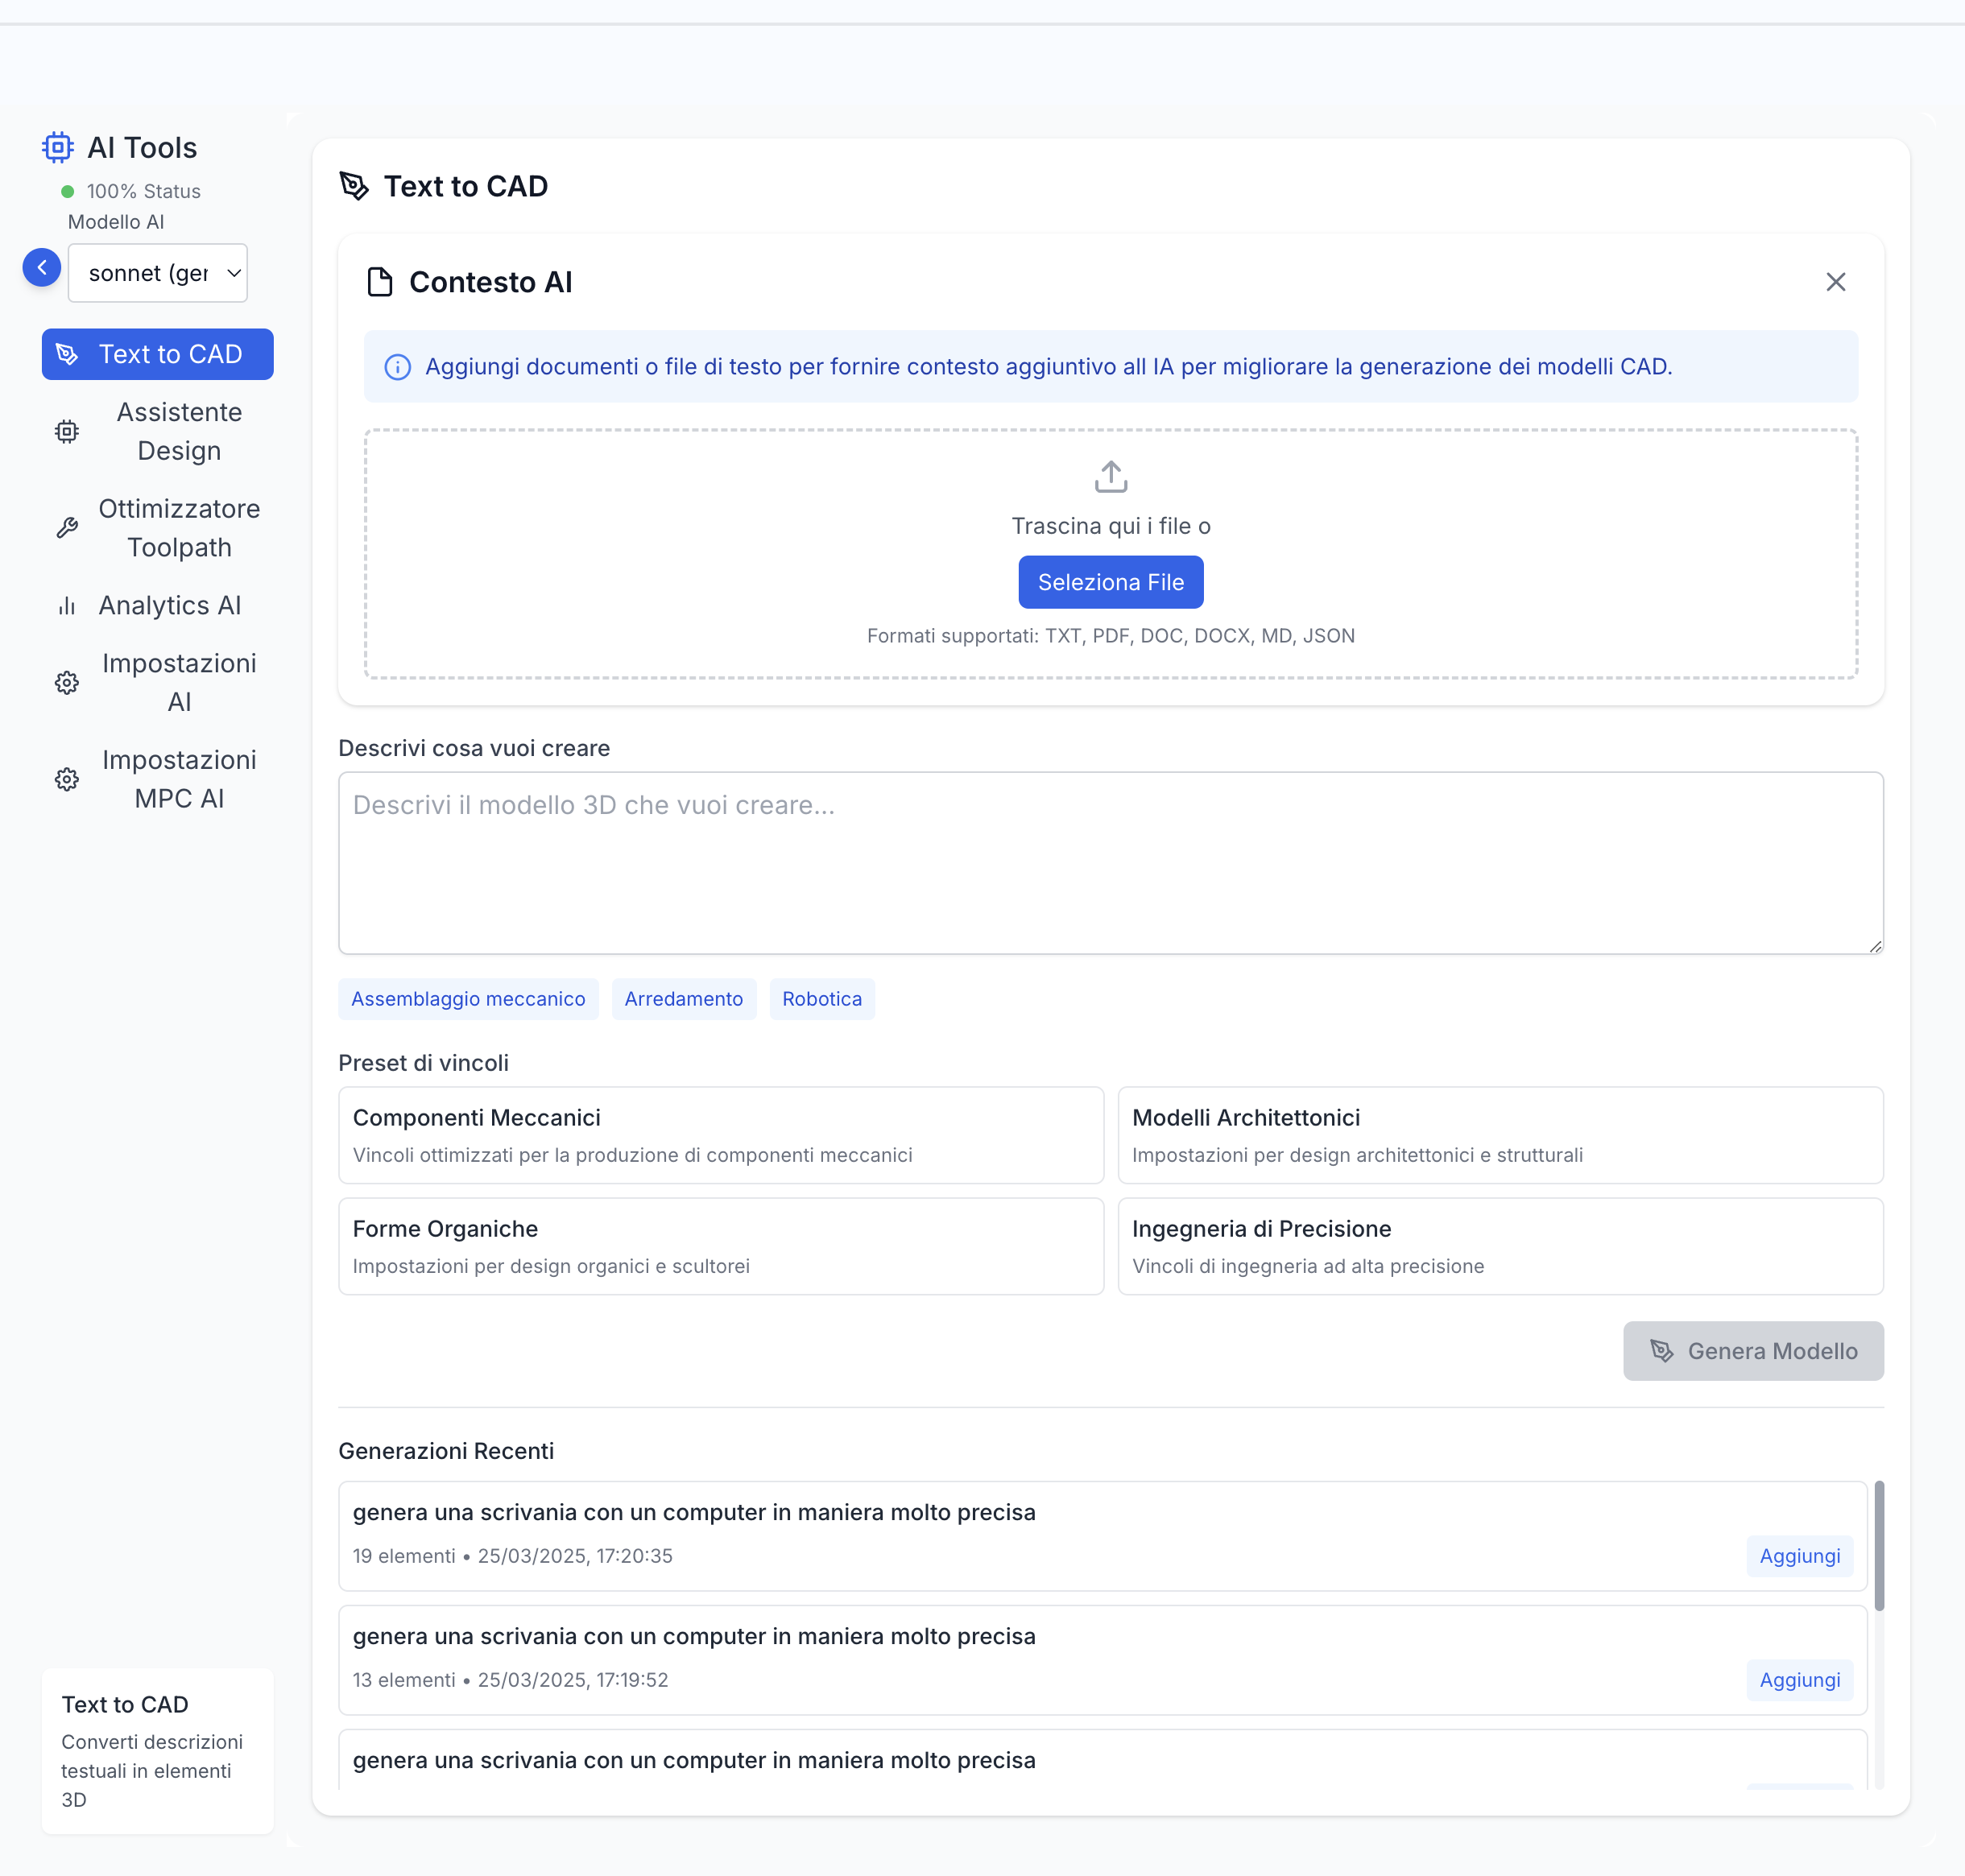 AI Tools
100% Status
Modello AI
sonnet (ger
Text to CAD
Assistente
Design
Ottimizzatore
Toolpath
Analytics AI
Impostazioni
AI
Impostazioni
MPC AI
Text to CAD
Converti descrizioni
testuali in elementi
3D
Text to CAD
Contesto AI
Aggiungi documenti o file di testo per fornire contesto aggiuntivo all IA per migliorare la generazione dei modelli CAD.
Trascina qui i file o
Seleziona File
Formati supportati: TXT, PDF, DOC, DOCX, MD, JSON
Descrivi cosa vuoi creare
Descrivi il modello 3D che vuoi creare...
Assemblaggio meccanico
Arredamento
Robotica
Preset di vincoli
Componenti Meccanici
Vincoli ottimizzati per la produzione di componenti meccanici
Modelli Architettonici
Impostazioni per design architettonici e strutturali
Forme Organiche
Impostazioni per design organici e scultorei
Ingegneria di Precisione
Vincoli di ingegneria ad alta precisione
Genera Modello
Generazioni Recenti
genera una scrivania con un computer in maniera molto precisa
19 elementi • 25/03/2025, 17:20:35
Aggiungi
genera una scrivania con un computer in maniera molto precisa
13 elementi • 25/03/2025, 17:19:52
Aggiungi
genera una scrivania con un computer in maniera molto precisa